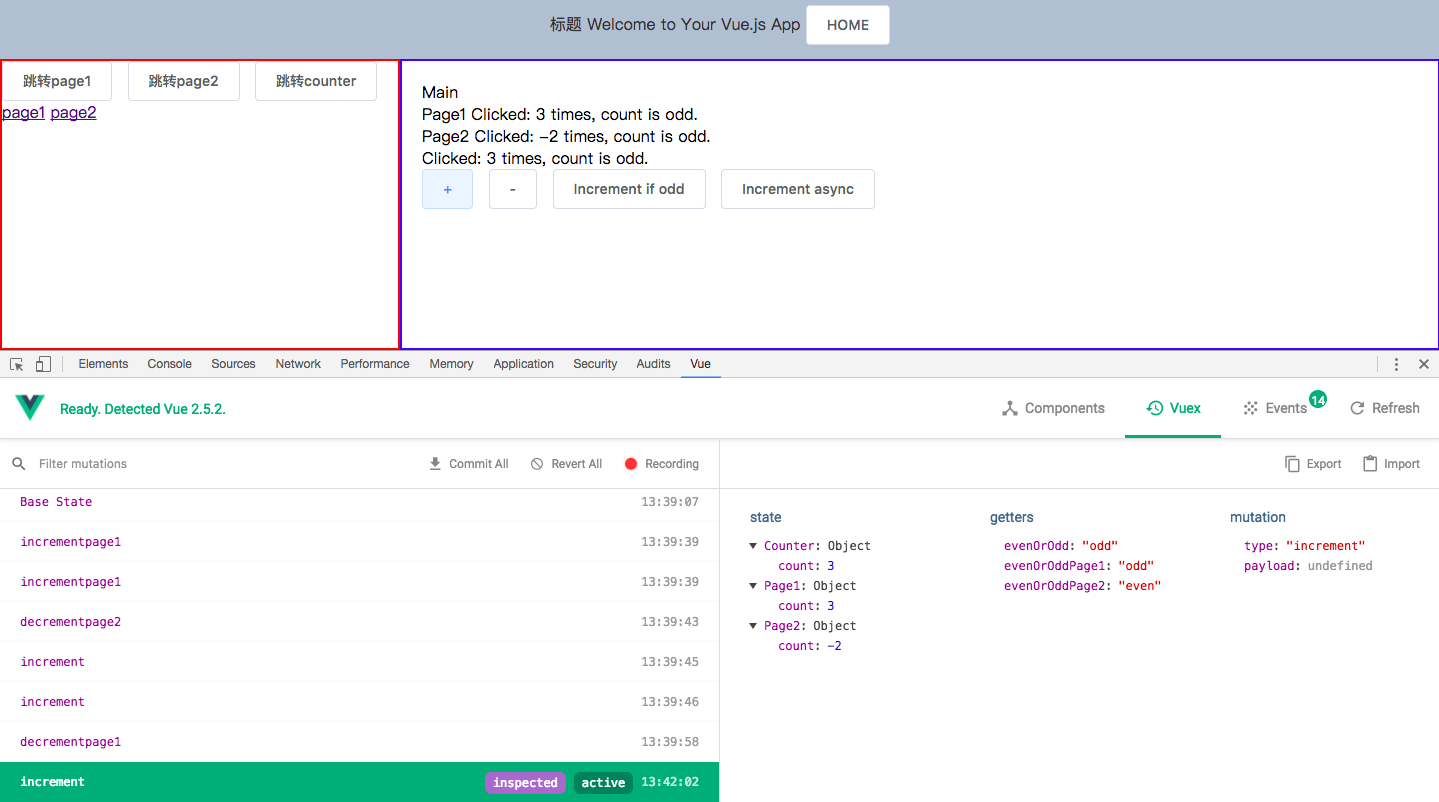 标题 Welcome to Your Vue.js App HOME
跳转page1 跳转page2 跳转counter
page1 page2
Main
Page1 Clicked: 3 times, count is odd.
Page2 Clicked: -2 times, count is odd.
Clicked: 3 times, count is odd.
+ - Increment if odd Increment async
Elements Console Sources Network Performance Memory Application Security Audits Vue
Ready. Detected Vue 2.5.2. Components Vuex Events 14 Refresh
Filter mutations Commit All Revert All Recording Export Import
Base State 13:39:07
incrementpage1 13:39:39
incrementpage1 13:39:39
decrementpage2 13:39:43
increment 13:39:45
increment 13:39:46
decrementpage1 13:39:58
increment inspected active 13:42:02
state
Counter: Object
count: 3
Page1: Object
count: 3
Page2: Object
count: -2
getters
evenOrOdd: "odd"
evenOrOddPage1: "odd"
evenOrOddPage2: "even"
mutation
type: "increment"
payload: undefined